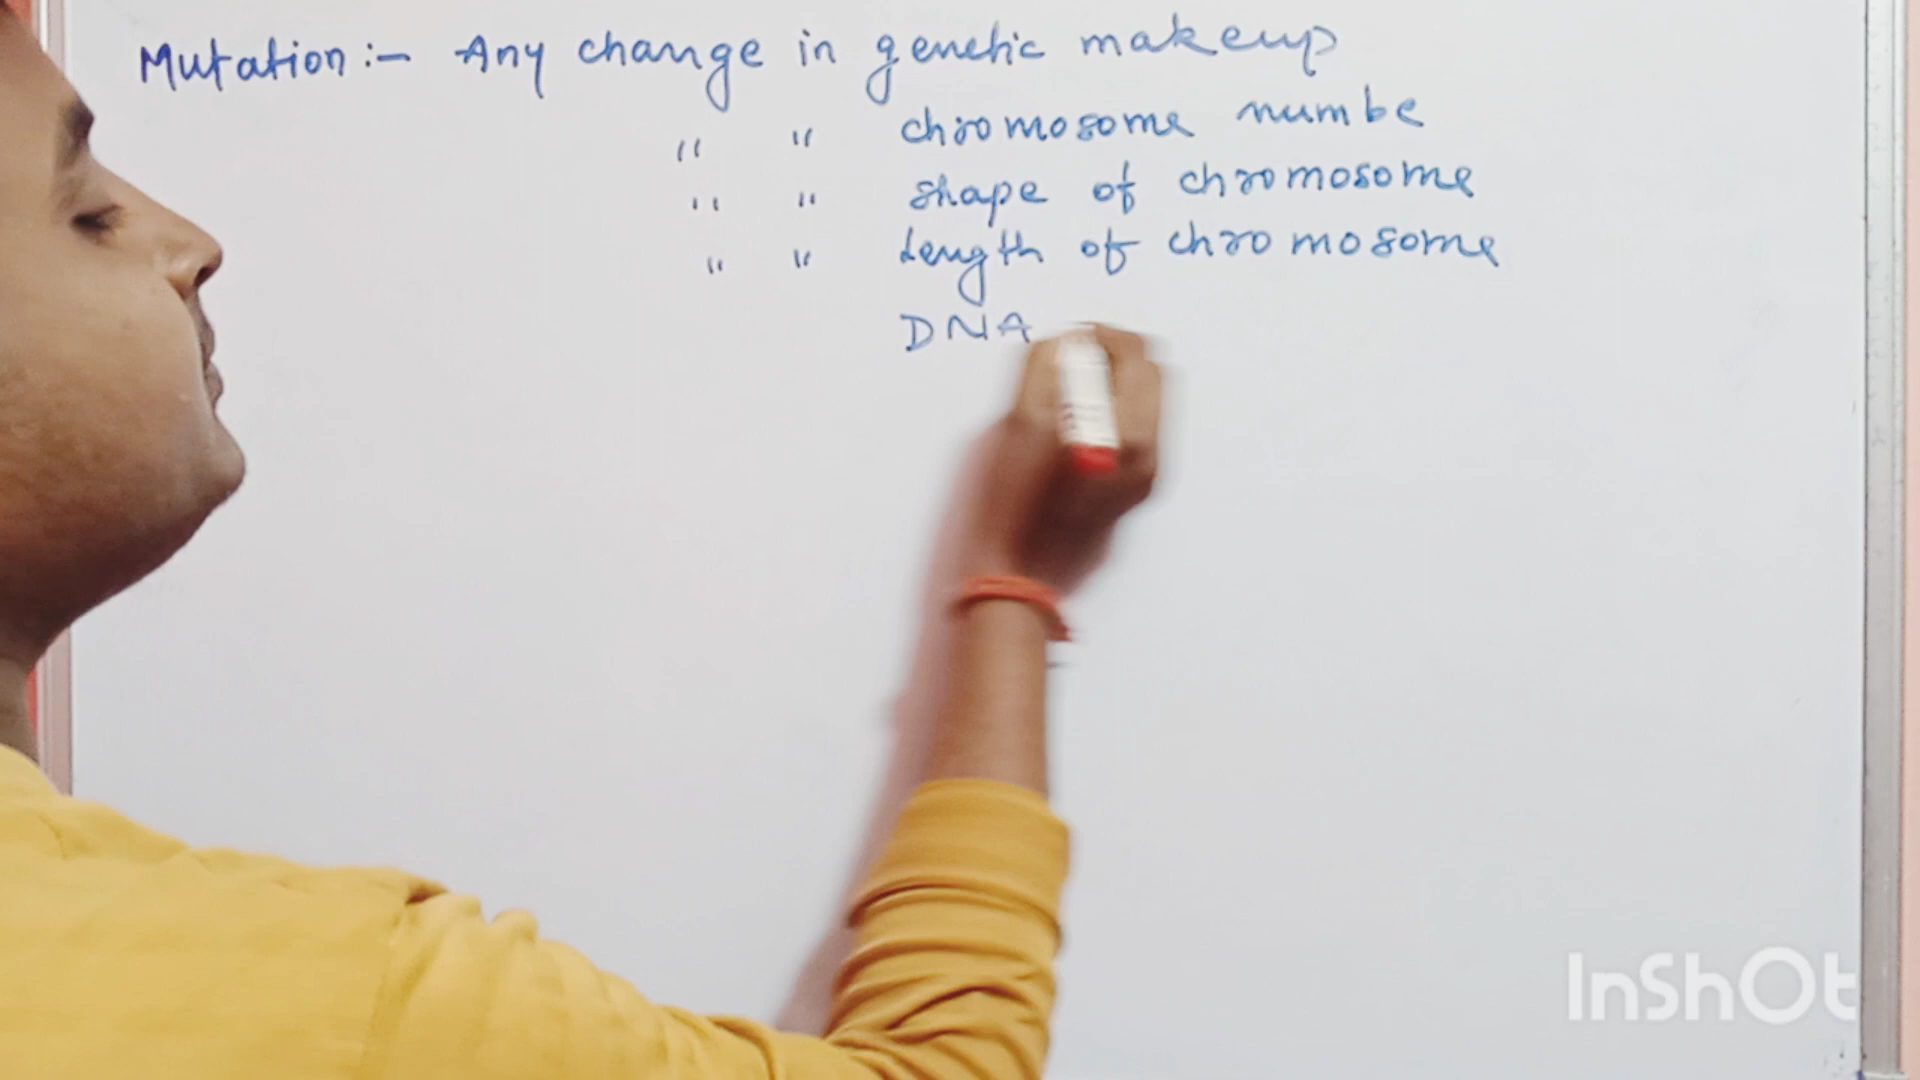 Mutation :- Any change in genetic makeup
" " chromosome numbe
" " shape of chromosome
" " Length of chromosome
DNA
InShOt